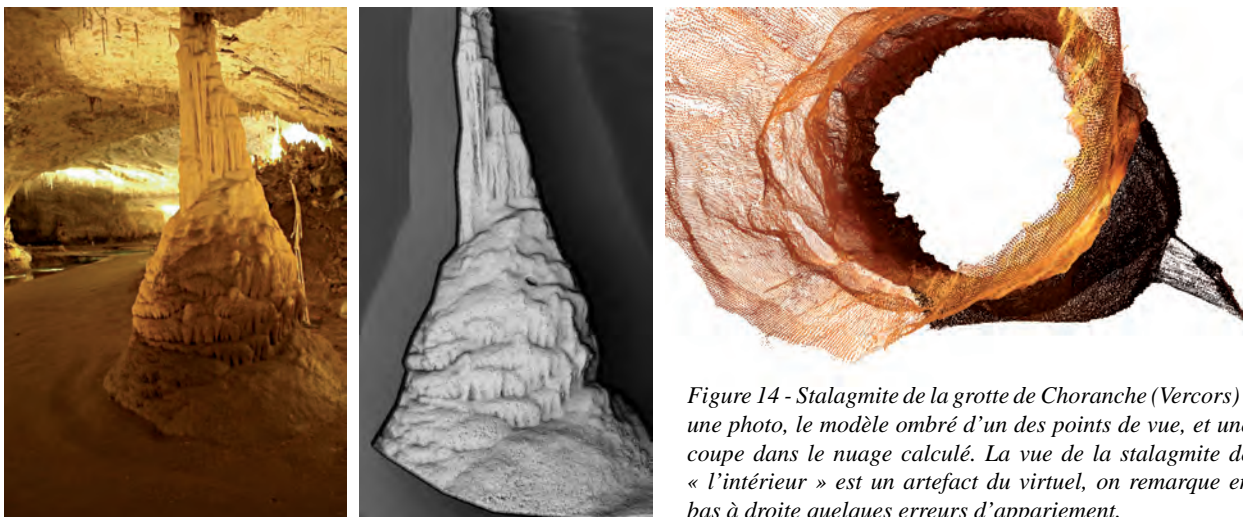 Figure 14 - Stalagmite de la grotte de Choranche (Vercors)
une photo, le modèle ombré d'un des points de vue, et une
coupe dans le nuage calculé. La vue de la stalagmite de
« l'intérieur » est un artefact du virtuel, on remarque en
bas à droite quelques erreurs d'appariement.